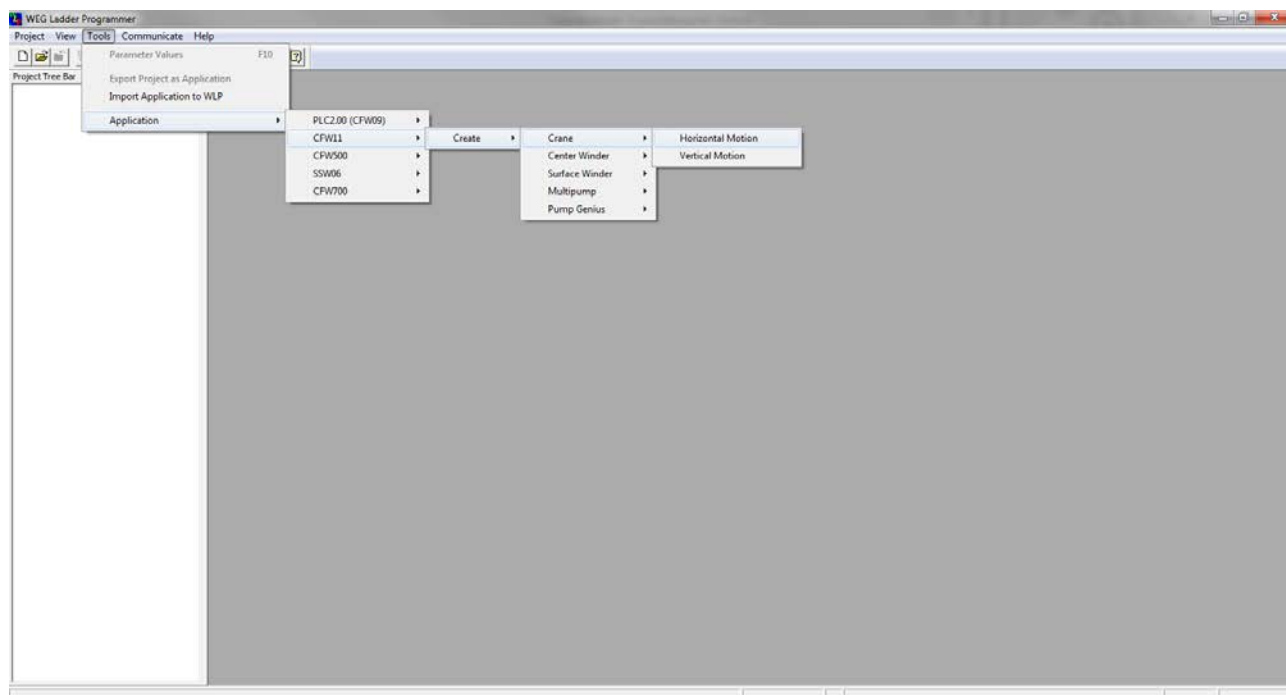 WEG Ladder Programmer
Project View Tools Communicate Help
Parameter Values F10
Project Tree Bar
Export Project as Application
Import Application to WLP
Application
PLC2.00 (CFW09)
CFW11
CFW500
SSW06
CFW700
Create
Crane
Center Winder
Surface Winder
Multipump
Pump Genius
Horizontal Motion
Vertical Motion